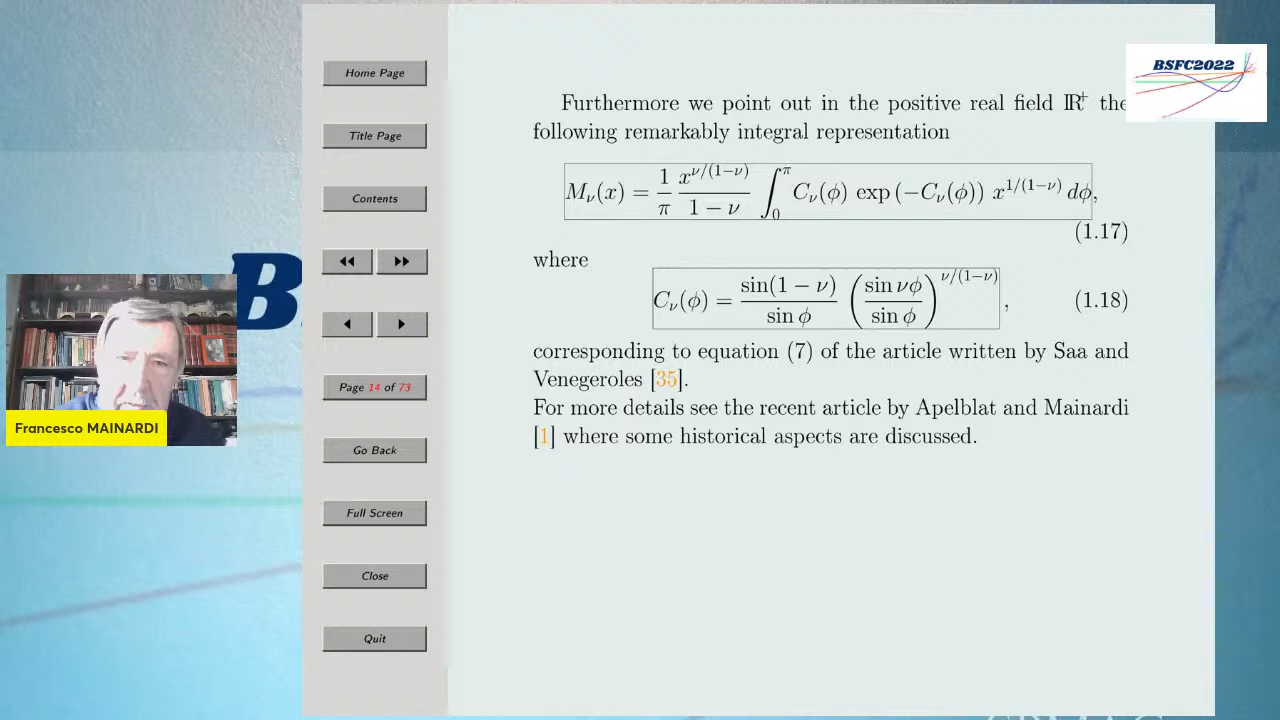 BSFC2022
Home Page
Title Page
Contents
Page 14 of 73
Go Back
Full Screen
Close
Quit
Furthermore we point out in the positive real field IR⁺ the
following remarkably integral representation
M_ν(x) = 1/π x^{ν/(1−ν)}/(1 − ν) ∫_0^π C_ν(ϕ) exp (−C_ν(ϕ)) x^{1/(1−ν)} dϕ,
(1.17)
where
C_ν(ϕ) = sin(1 − ν)/sin ϕ (sin νϕ/sin ϕ)^{ν/(1−ν)}, (1.18)
corresponding to equation (7) of the article written by Saa and
Venegeroles [35].
For more details see the recent article by Apelblat and Mainardi
[1] where some historical aspects are discussed.
B
Francesco MAINARDI